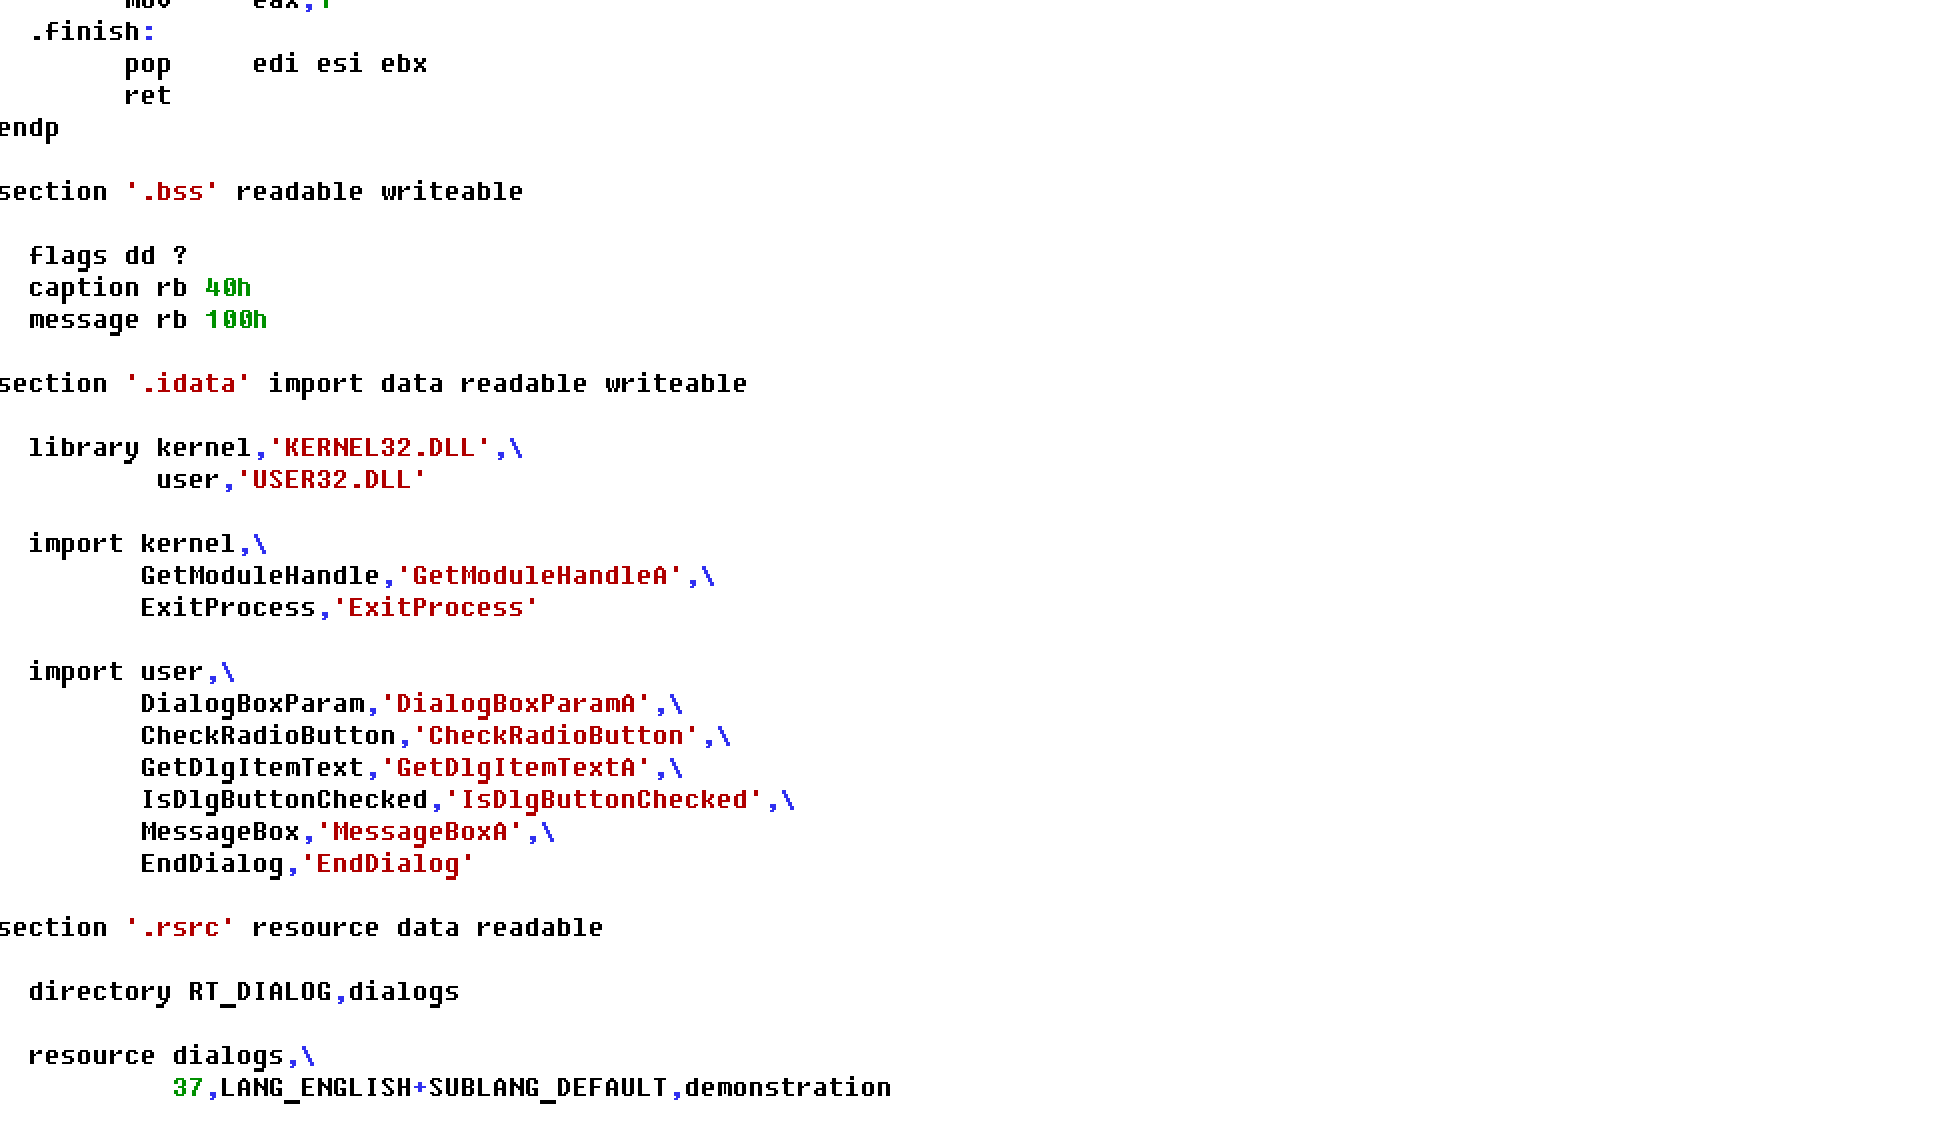 mov     eax,1
  .finish:
        pop     edi esi ebx
        ret
endp

section '.bss' readable writeable

  flags dd ?
  caption rb 40h
  message rb 100h

section '.idata' import data readable writeable

  library kernel,'KERNEL32.DLL',\
          user,'USER32.DLL'

  import kernel,\
         GetModuleHandle,'GetModuleHandleA',\
         ExitProcess,'ExitProcess'

  import user,\
         DialogBoxParam,'DialogBoxParamA',\
         CheckRadioButton,'CheckRadioButton',\
         GetDlgItemText,'GetDlgItemTextA',\
         IsDlgButtonChecked,'IsDlgButtonChecked',\
         MessageBox,'MessageBoxA',\
         EndDialog,'EndDialog'

section '.rsrc' resource data readable

  directory RT_DIALOG,dialogs

  resource dialogs,\
           37,LANG_ENGLISH+SUBLANG_DEFAULT,demonstration